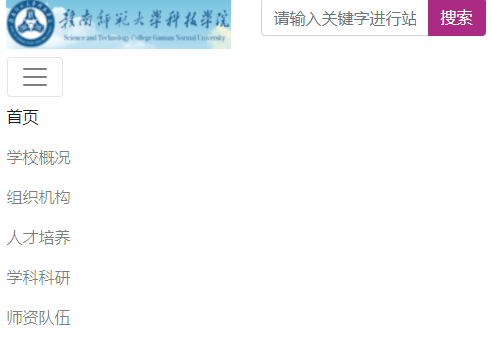 赣南师范大学科技学院
Science and Technology College Gannan Normal University
请输入关键字进行站
搜索
首页
学校概况
组织机构
人才培养
学科科研
师资队伍